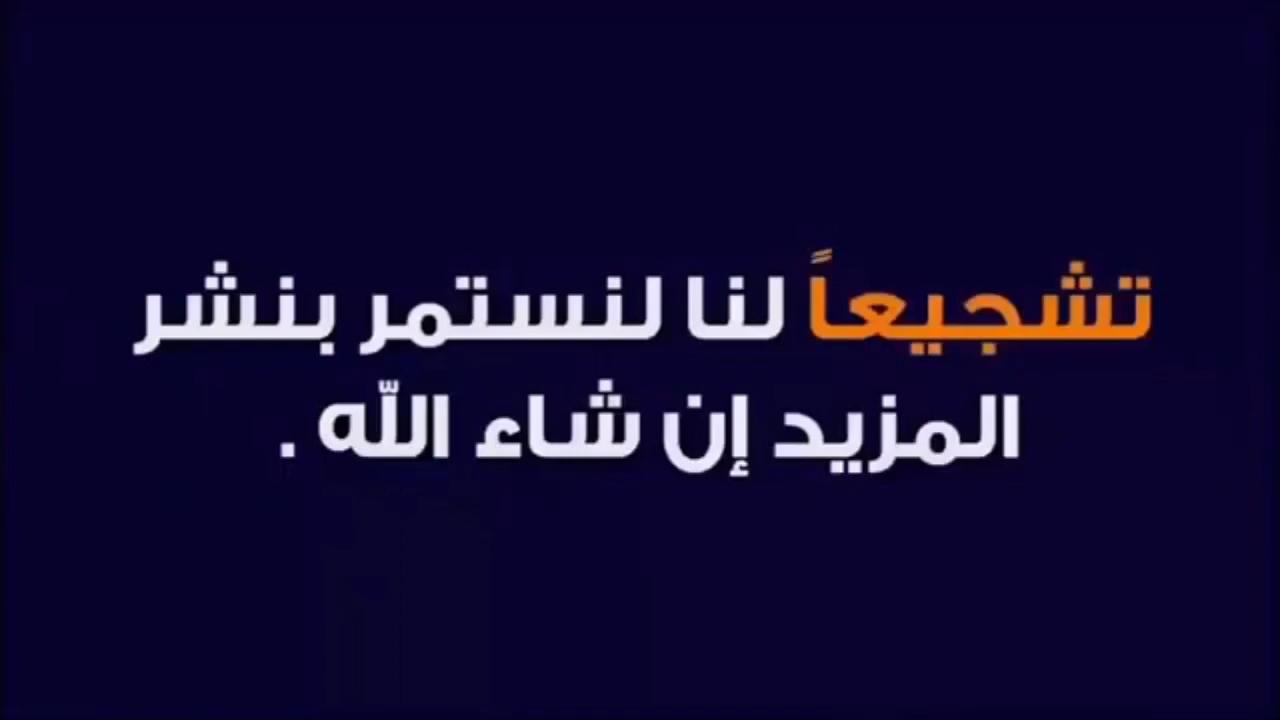 تشجيعاً لنا لنستمر بنشر
المزيد إن شاء اللّه .